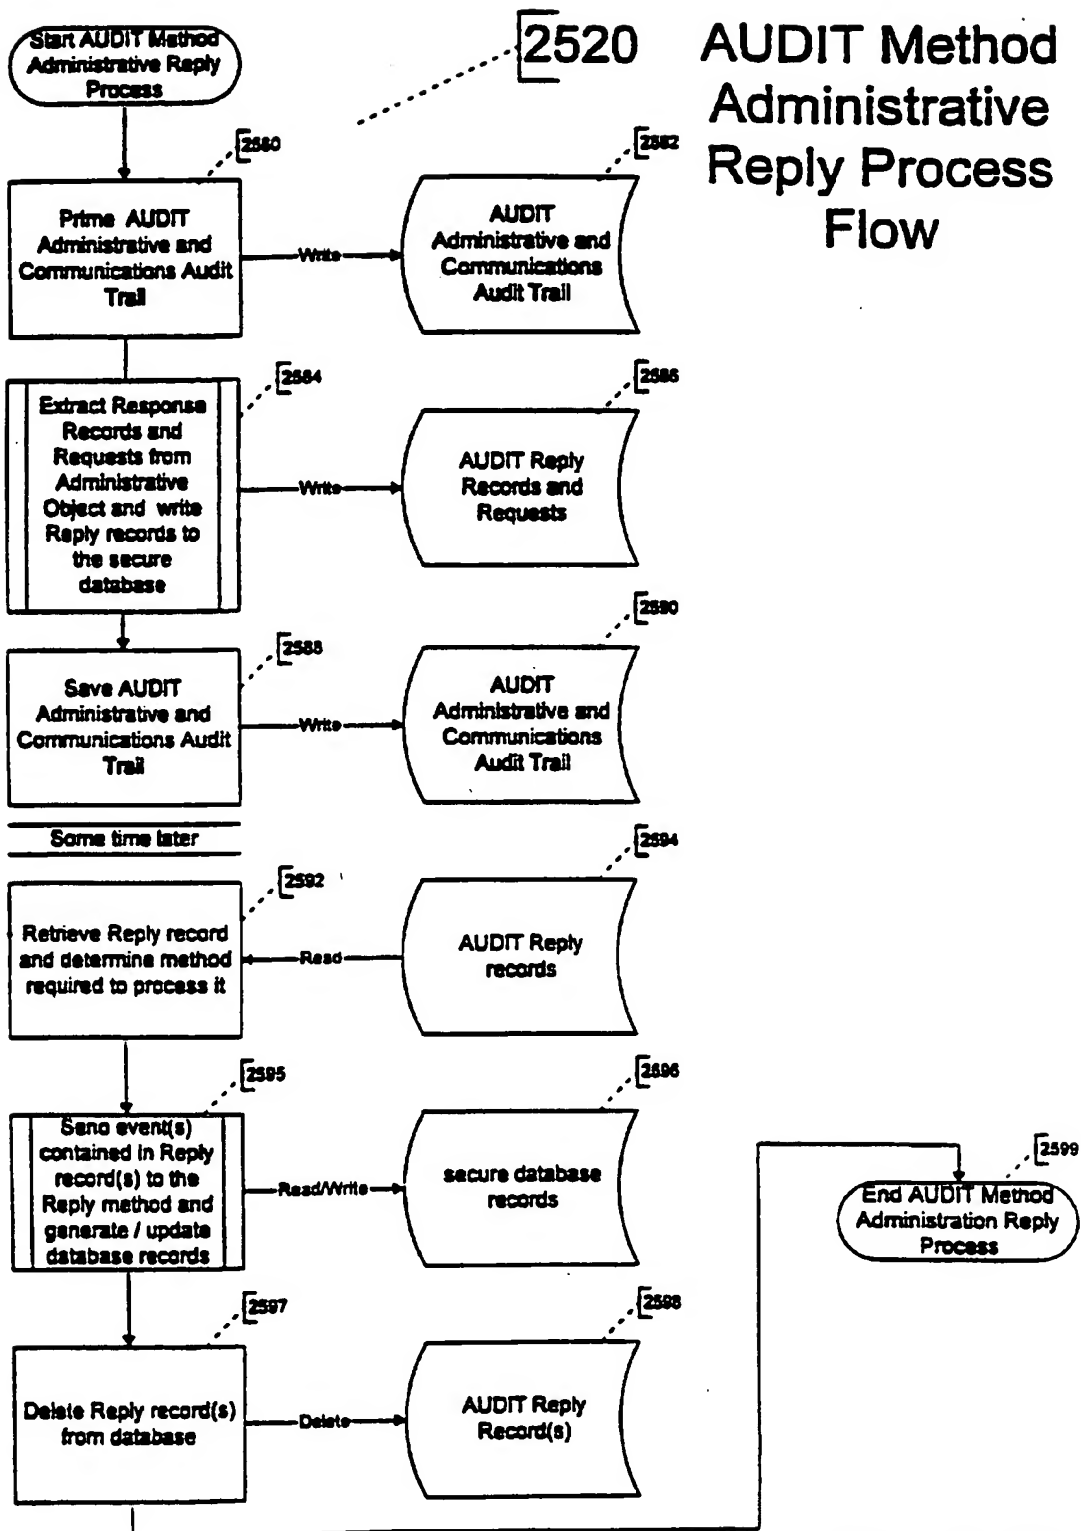 2520
AUDIT Method
Administrative
Reply Process
Flow
Start AUDIT Method
Administrative Reply
Process
2580
Prime AUDIT
Administrative and
Communications Audit
Trail
Write
2582
AUDIT
Administrative and
Communications
Audit Trail
2584
Extract Response
Records and
Requests from
Administrative
Object and write
Reply records to
the secure
database
Write
2586
AUDIT Reply
Records and
Requests
2588
Save AUDIT
Administrative and
Communications Audit
Trail
Write
2590
AUDIT
Administrative and
Communications
Audit Trail
Some time later
2592
Retrieve Reply record
and determine method
required to process it
Read
2594
AUDIT Reply
records
2595
Send event(s)
contained in Reply
record(s) to the
Reply method and
generate / update
database records
Read/Write
2596
secure database
records
2597
Delete Reply record(s)
from database
Delete
2598
AUDIT Reply
Record(s)
2599
End AUDIT Method
Administration Reply
Process